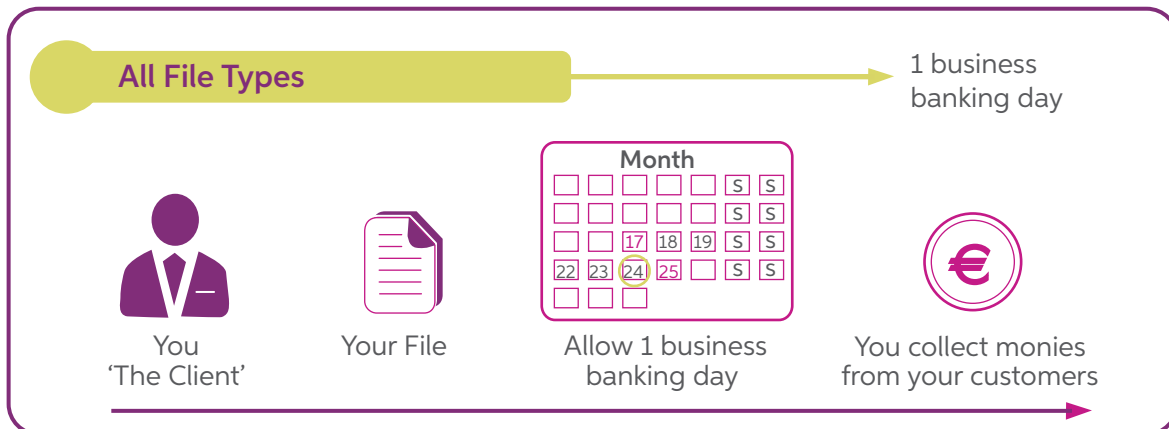 All File Types
1 business
banking day
Month
S S
S S
17 18 19 S S
22 23 24 25 S S
€
You
‘The Client’
Your File
Allow 1 business
banking day
You collect monies
from your customers